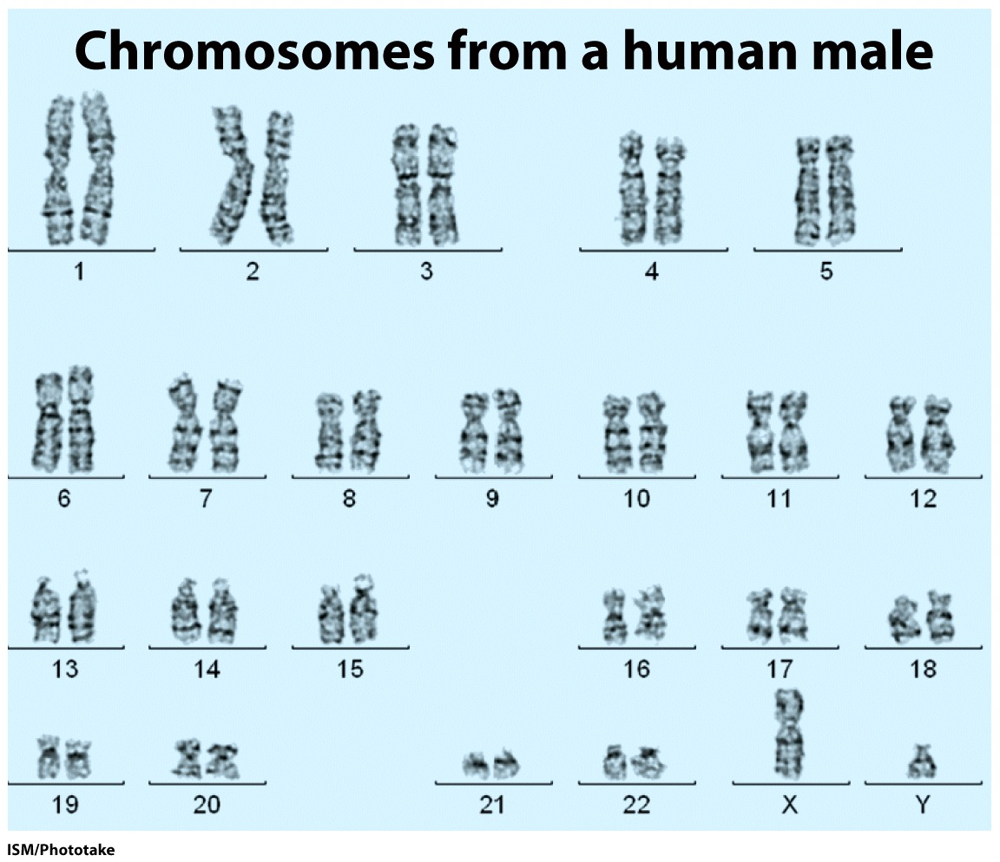 Chromosomes from a human male
1 2 3 4 5
6 7 8 9 10 11 12
13 14 15 16 17 18
19 20 21 22 X Y
ISM/Phototake